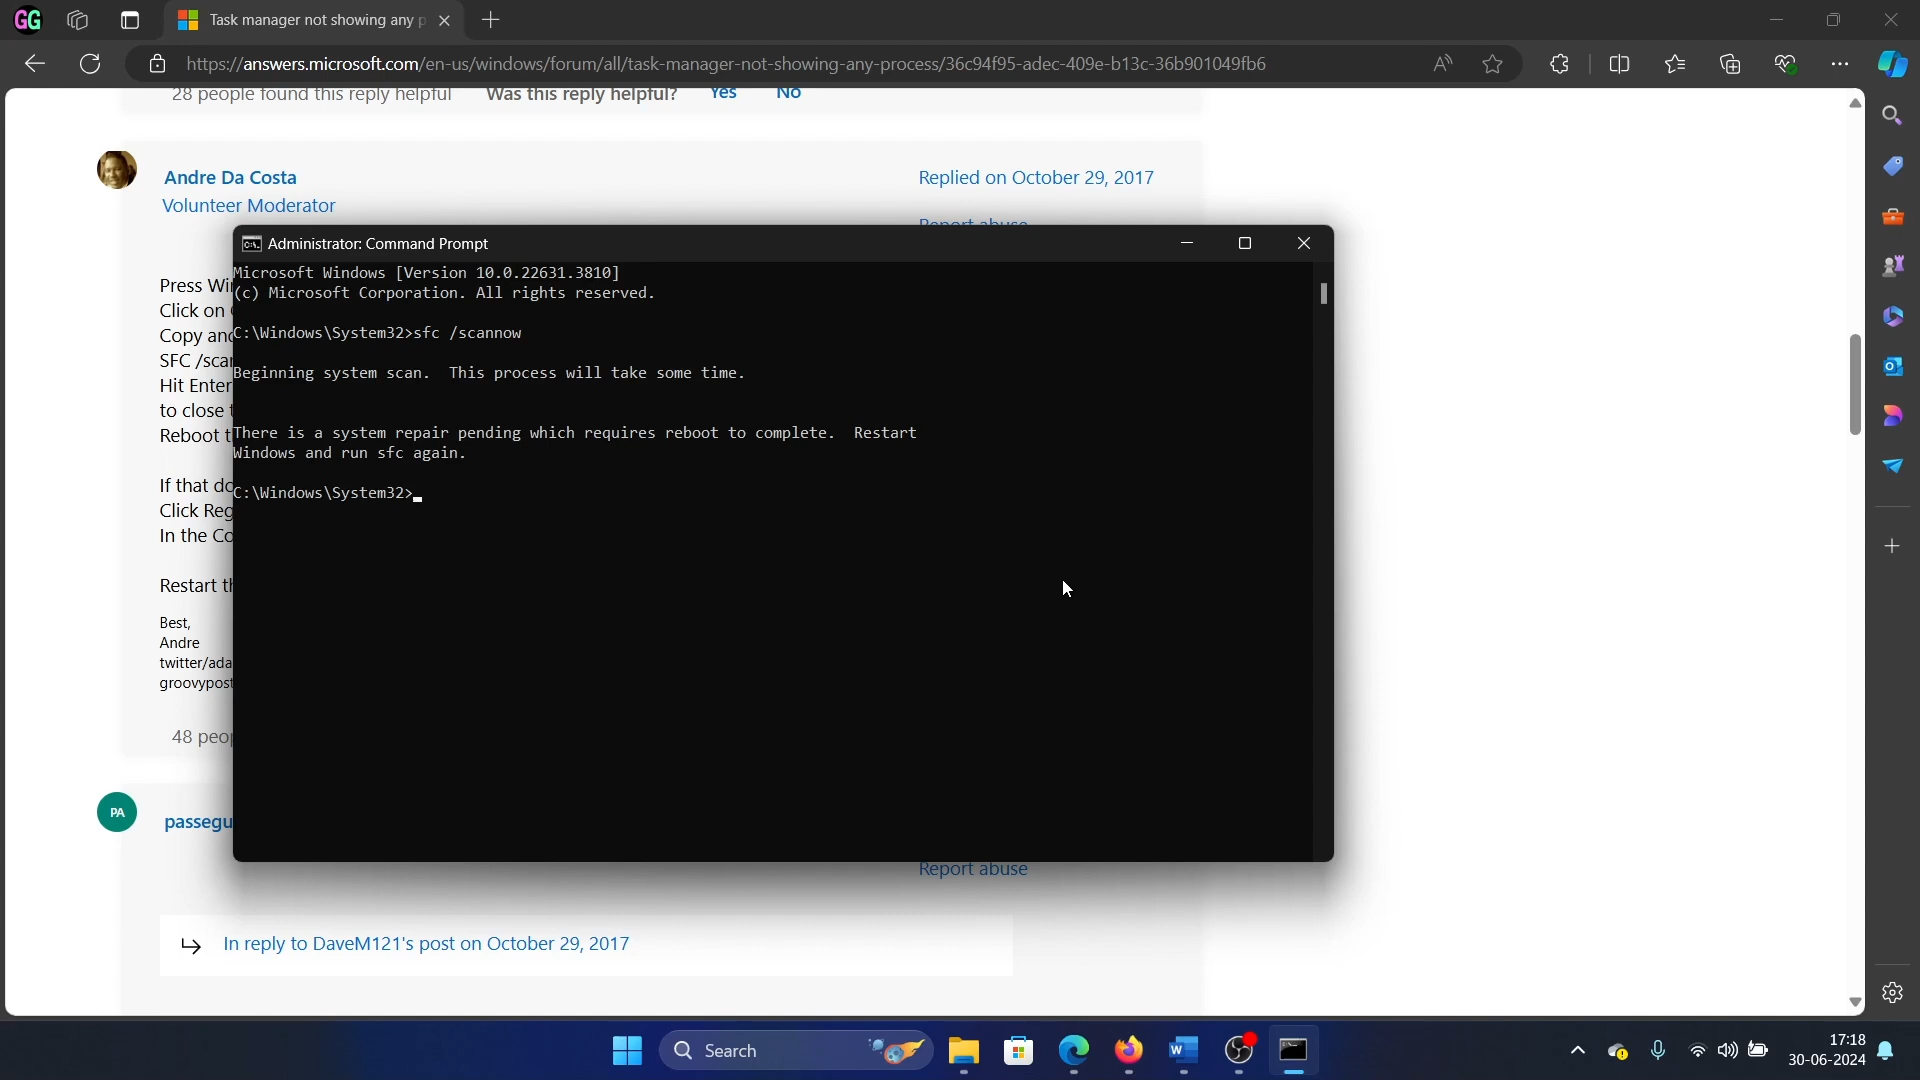 GG
Task manager not showing any p
https://answers.microsoft.com/en-us/windows/forum/all/task-manager-not-showing-any-process/36c94f95-adec-409e-b13c-36b901049fb6
28 people found this reply helpful Was this reply helpful? Yes No
Andre Da Costa
Replied on October 29, 2017
Volunteer Moderator
Report abuse
Administrator: Command Prompt
Microsoft Windows [Version 10.0.22631.3810]
(c) Microsoft Corporation. All rights reserved.
C:\Windows\System32>sfc /scannow
Beginning system scan.  This process will take some time.
There is a system repair pending which requires reboot to complete.  Restart
Windows and run sfc again.
C:\Windows\System32>
Press Wi
Click on
Copy and
SFC /sca
Hit Enter
to close t
Reboot t
If that do
Click Reg
In the Co
Restart t
Best,
Andre
twitter/ada
groovypost
48 peop
PA
passegu
Report abuse
In reply to DaveM121's post on October 29, 2017
Search
17:18
30-06-2024